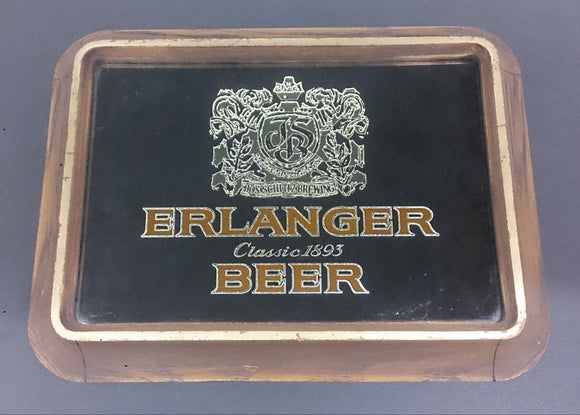 JOS. SCHLITZ BREWING
ERLANGER
Classic 1893
BEER